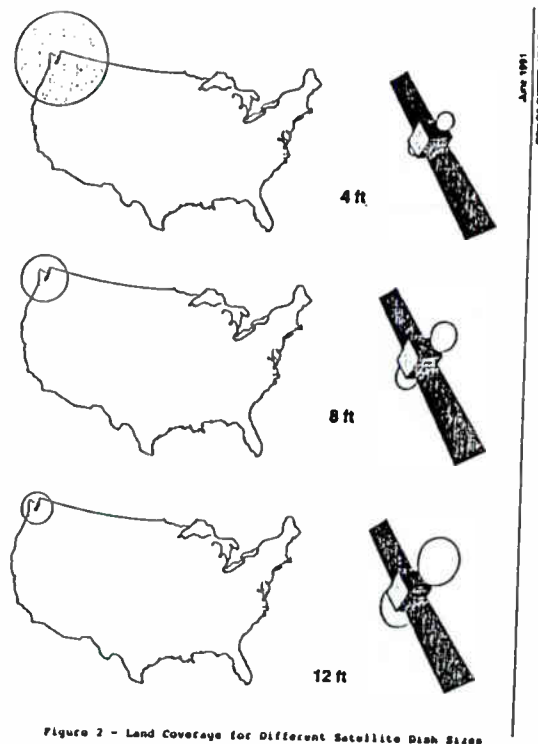 June 1991
4 ft
8 ft
12 ft
Figure 2 - Land Coverage for Different Satellite Dish Sizes